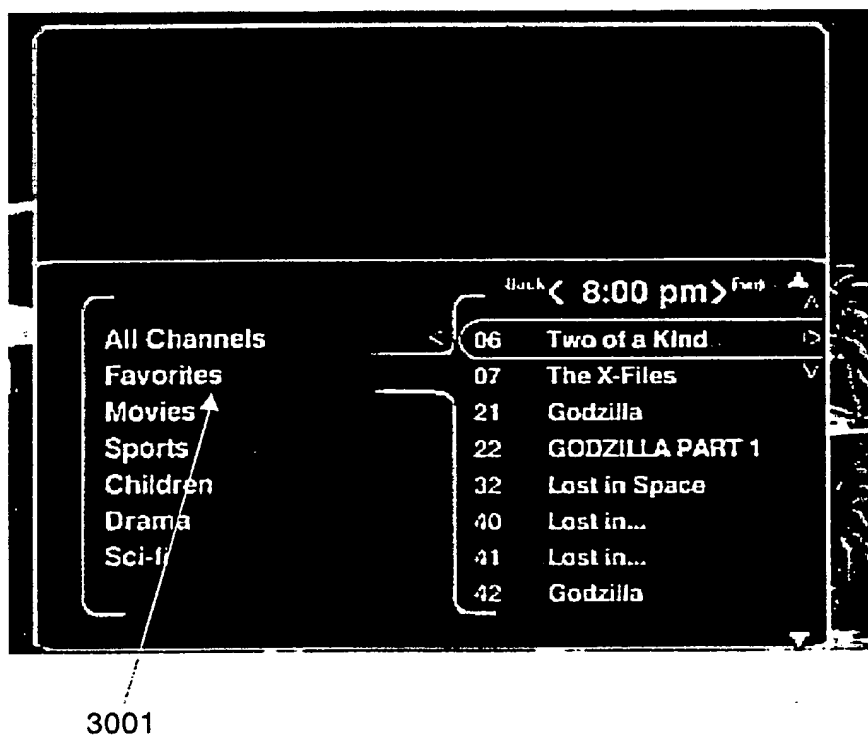 Back < 8:00 pm > Fwd
All Channels
Favorites
Movies
Sports
Children
Drama
Sci-fi
06 Two of a Kind
07 The X-Files
21 Godzilla
22 GODZILLA PART 1
32 Lost in Space
40 Lost in...
41 Lost in...
42 Godzilla
3001